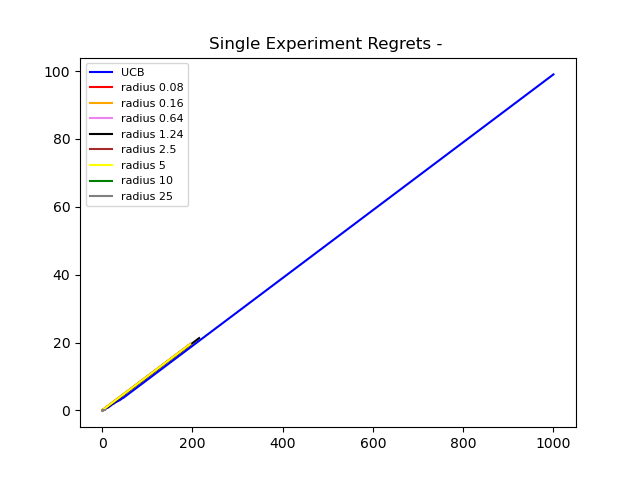 Single Experiment Regrets -
UCB
radius 0.08
radius 0.16
radius 0.64
radius 1.24
radius 2.5
radius 5
radius 10
radius 25
100
80
60
40
20
0
0 200 400 600 800 1000